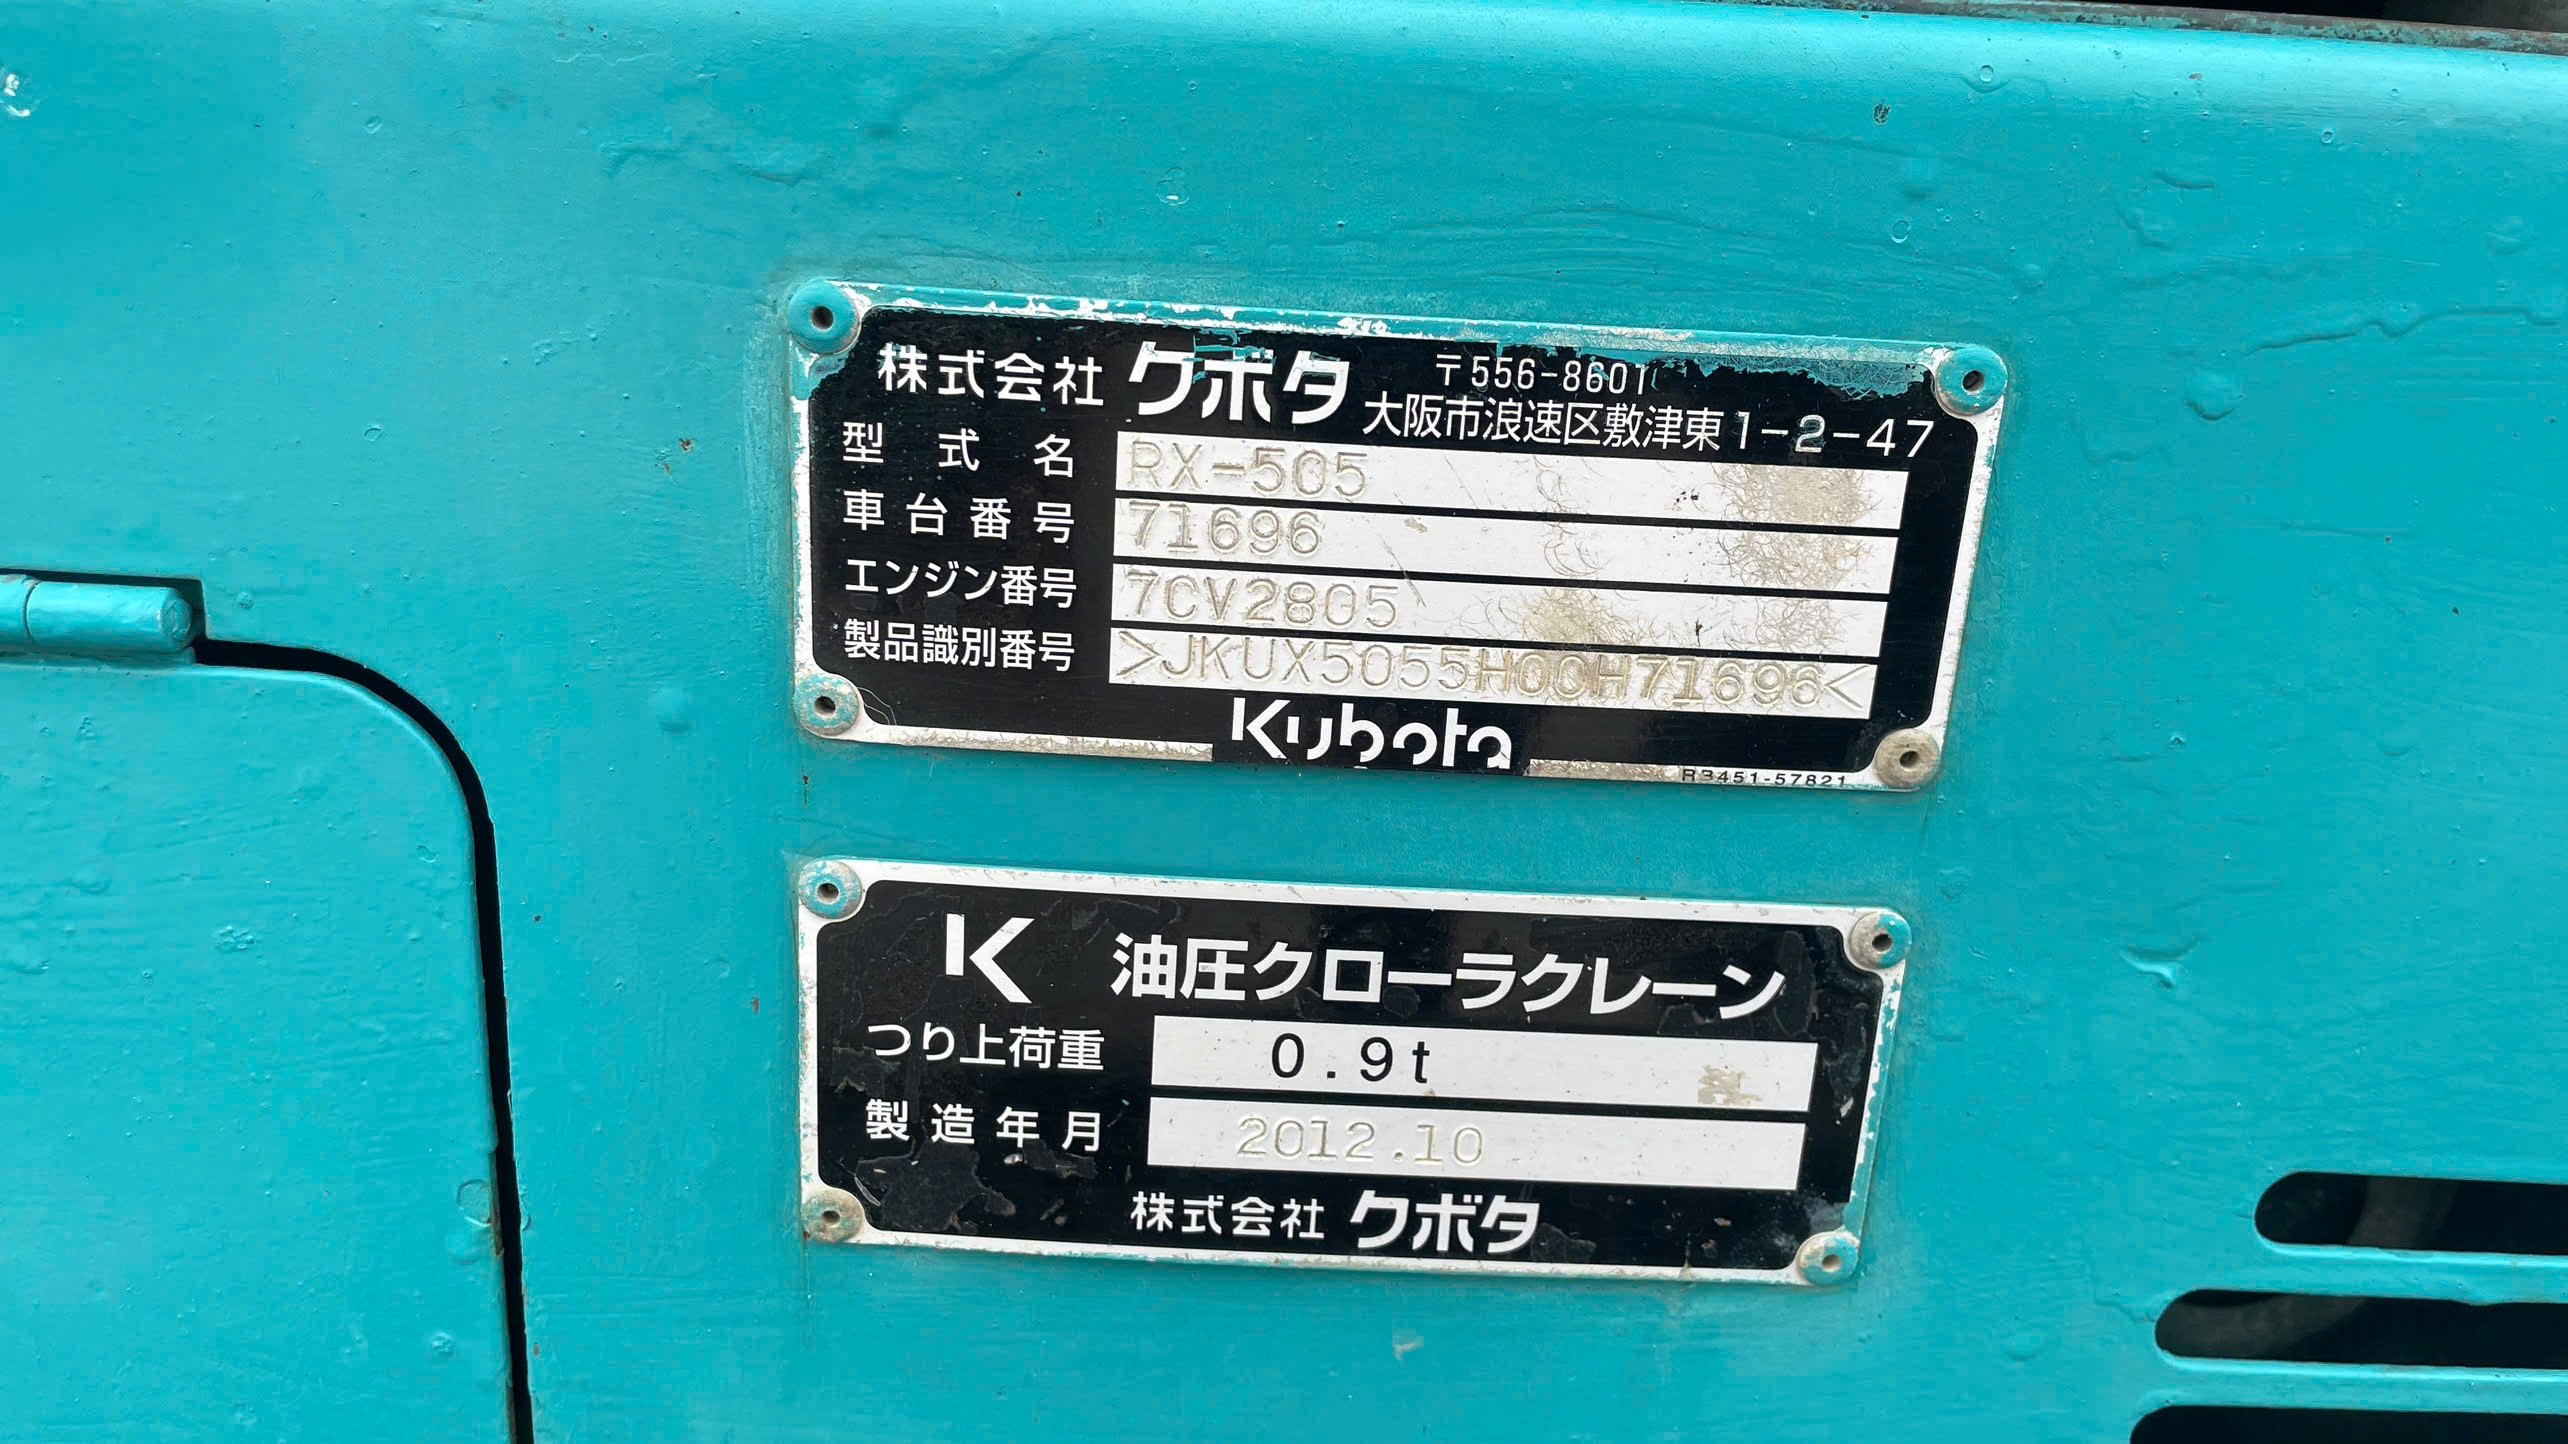 株式会社 クボタ 〒556-8601
大阪市浪速区敷津東1-2-47
型式名 RX-505
車台番号 71696
エンジン番号 7CV2805
製品識別番号 >JKUX5055H00H71696<
Kubota
RB451-57821
K 油圧クローラクレーン
つり上荷重 0.9t
製造年月 2012.10
株式会社 クボタ